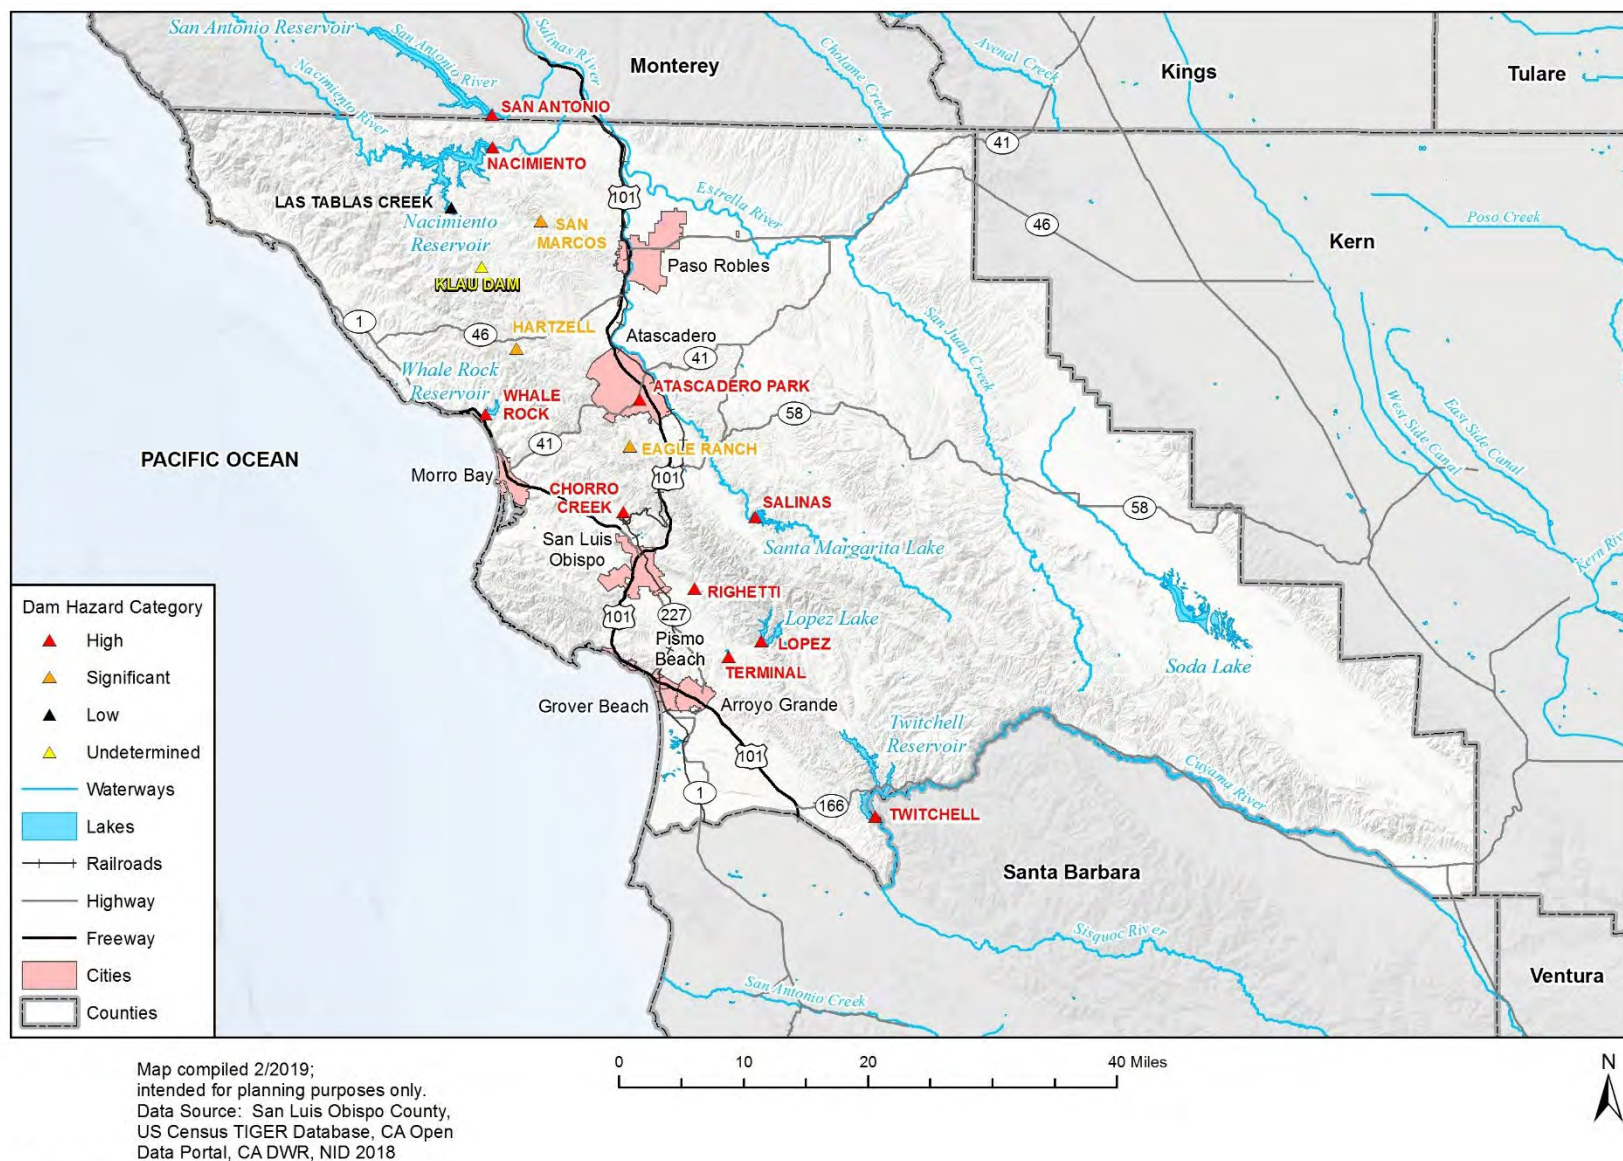 San Antonio Reservoir
San Antonio River
Salinas River
Nacimiento River
Monterey
Cholame Creek
Avenal Creek
Kings
Tulare
SAN ANTONIO
41
NACIMIENTO
101
Estrella River
LAS TABLAS CREEK
Nacimiento
Reservoir
SAN
MARCOS
46
Poso Creek
Kern
Paso Robles
KLAU DAM
1
46
HARTZELL
Atascadero
41
San Juan Creek
Whale Rock
Reservoir
WHALE
ROCK
ATASCADERO PARK
58
West Side Canal
East Side Canal
41
EAGLE RANCH
PACIFIC OCEAN
Morro Bay
101
CHORRO
CREEK
SALINAS
58
San Luis
Obispo
Santa Margarita Lake
Kern River
RIGHETTI
101
227
Lopez Lake
Pismo
Beach
LOPEZ
TERMINAL
Soda Lake
Grover Beach
Arroyo Grande
Twitchell
Reservoir
101
Cuyama River
1
166
TWITCHELL
Santa Barbara
Sisquoc River
San Antonio Creek
Ventura
Dam Hazard Category
High
Significant
Low
Undetermined
Waterways
Lakes
Railroads
Highway
Freeway
Cities
Counties
0 10 20 40 Miles
N
Map compiled 2/2019;
intended for planning purposes only.
Data Source: San Luis Obispo County,
US Census TIGER Database, CA Open
Data Portal, CA DWR, NID 2018